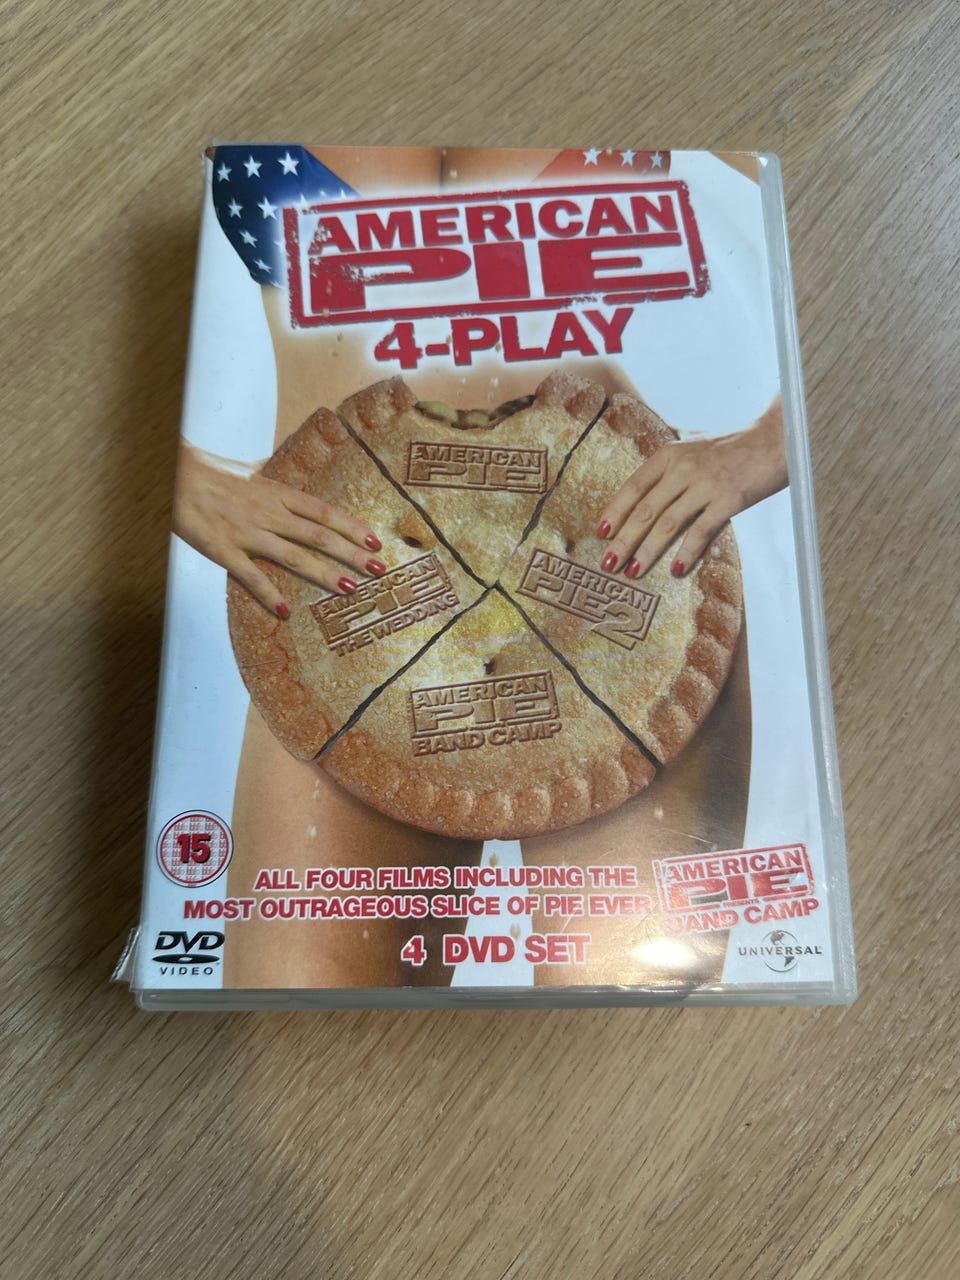 AMERICAN
PIE
4-PLAY
AMERICAN
PIE
AMERICAN
PIE
THE WEDDING
AMERICAN
PIE 2
AMERICAN
PIE
BAND CAMP
15
ALL FOUR FILMS INCLUDING THE
MOST OUTRAGEOUS SLICE OF PIE EVER
AMERICAN
PIE
PRESENTS
BAND CAMP
4 DVD SET
DVD
VIDEO
UNIVERSAL